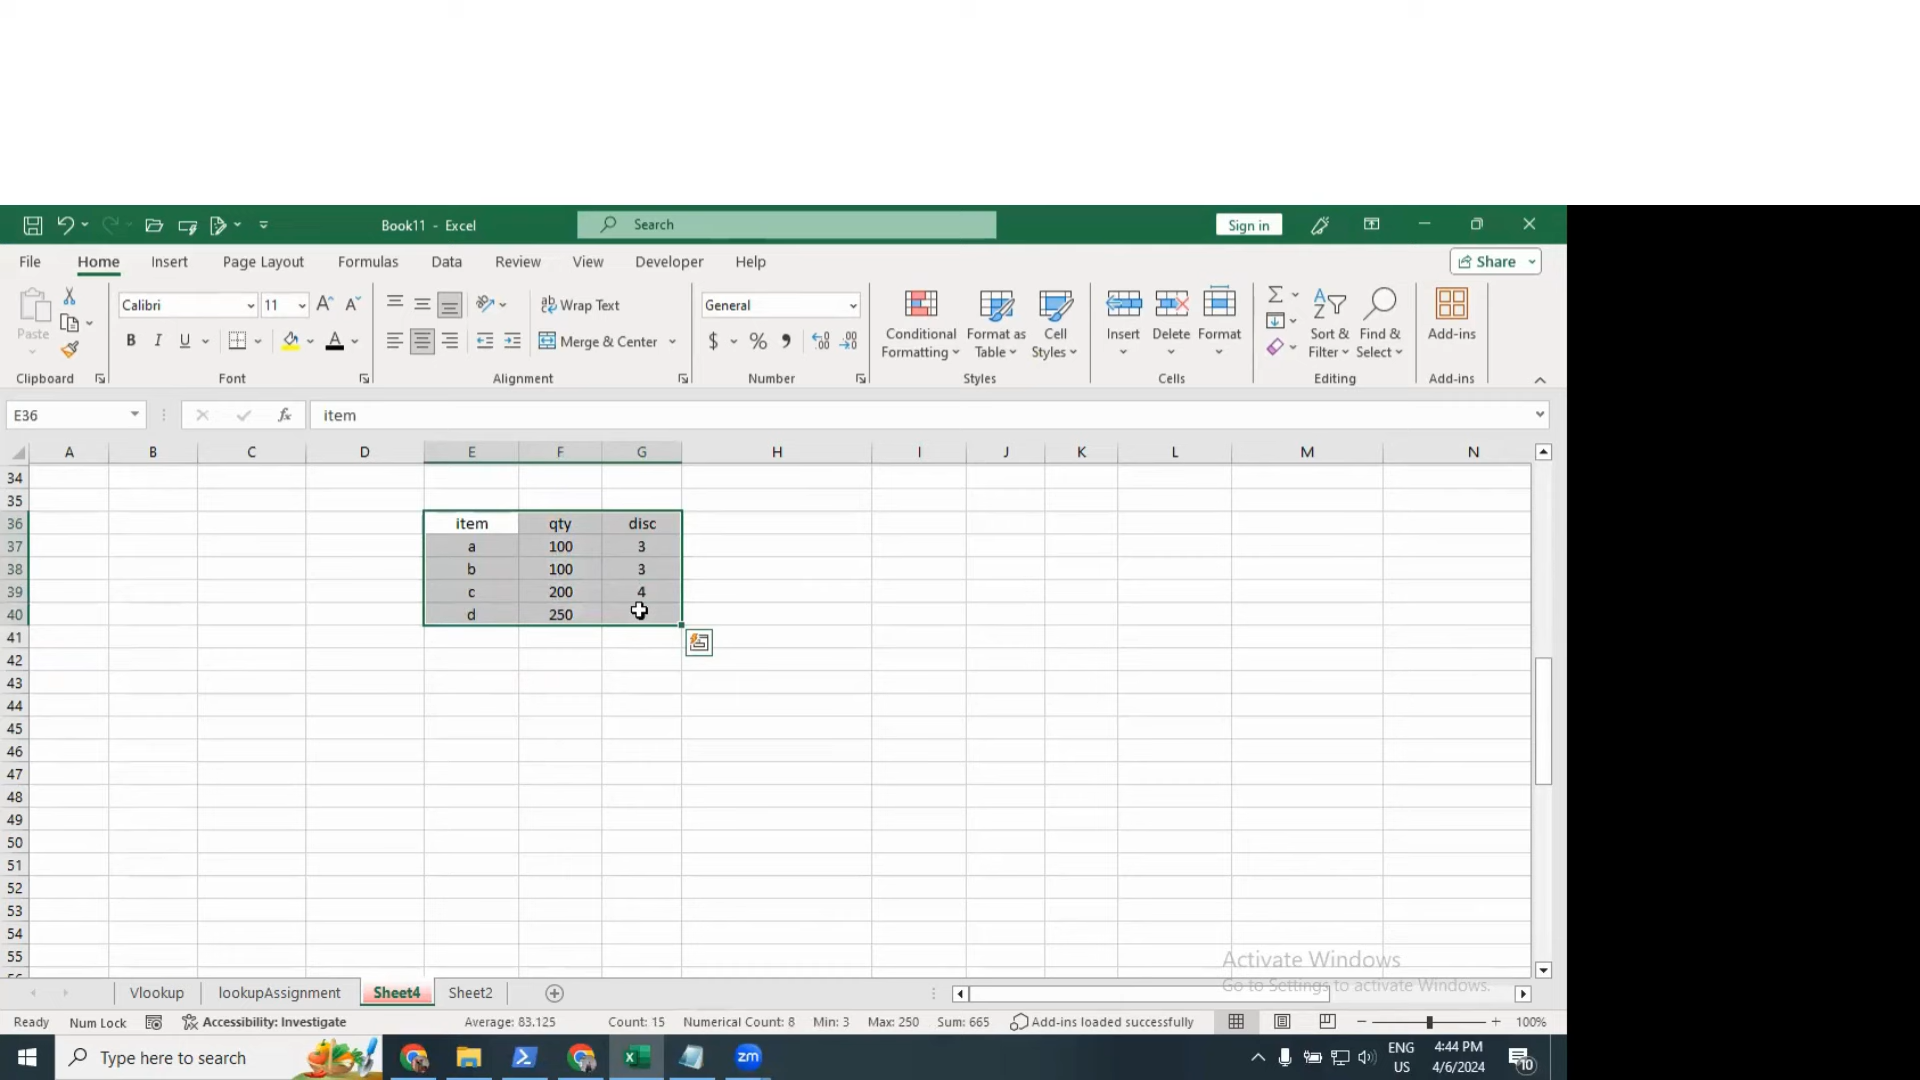 Book11 - Excel
Search
Sign in
File Home Insert Page Layout Formulas Data Review View Developer Help
Share
Paste
Calibri 11
B I U
ab Wrap Text
Merge & Center
General
$ % ,
Conditional Formatting
Format as Table
Cell Styles
Insert
Delete
Format
Sort & Filter
Find & Select
Add-ins
Clipboard Font Alignment Number Styles Cells Editing Add-ins
E36 fx item
A B C D E F G H I J K L M N
34
35
36 item qty disc
37 a 100 3
38 b 100 3
39 c 200 4
40 d 250
41
42
43
44
45
46
47
48
49
50
51
52
53
54
55
Activate Windows
Go to Settings to activate Windows.
Vlookup lookupAssignment Sheet4 Sheet2
Ready Num Lock Accessibility: Investigate Average: 83.125 Count: 15 Numerical Count: 8 Min: 3 Max: 250 Sum: 665 Add-ins loaded successfully 100%
Type here to search
zm
ENG
US
4:44 PM
4/6/2024
10